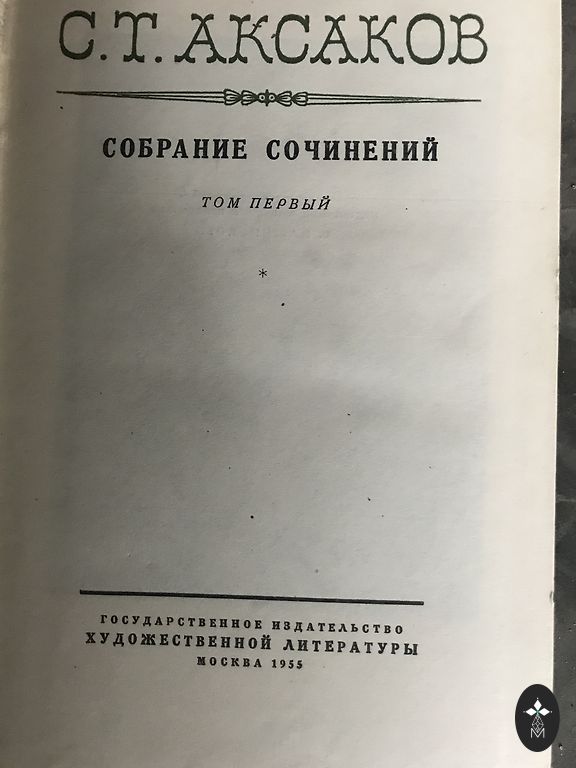 С.Т. АКСАКОВ
СОБРАНИЕ СОЧИНЕНИЙ
ТОМ ПЕРВЫЙ
*
ГОСУДАРСТВЕННОЕ ИЗДАТЕЛЬСТВО
ХУДОЖЕСТВЕННОЙ ЛИТЕРАТУРЫ
МОСКВА 1955
M